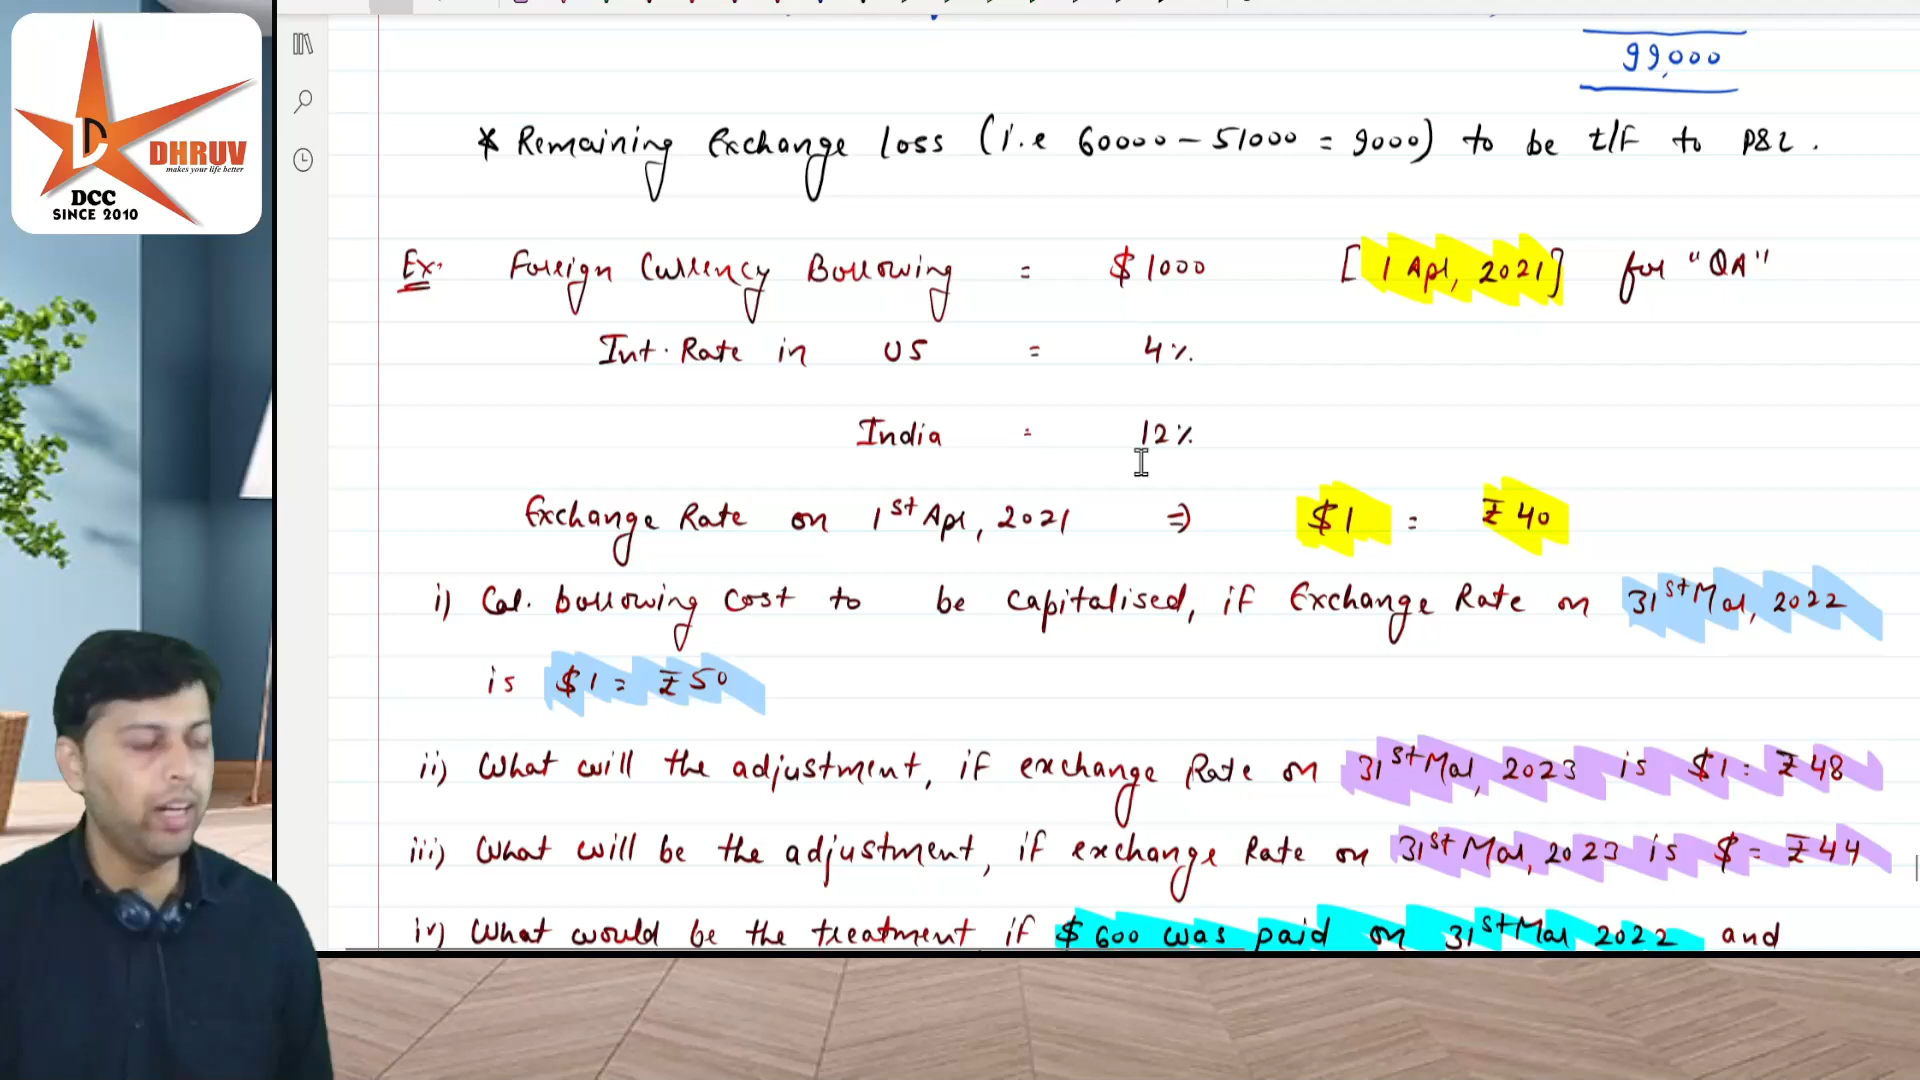 DHRUV
makes your life better
DCC
SINCE 2010
99,000
* Remaining Exchange loss (i.e 60000 - 51000 = 9000) to be t/f to P&L.
Ex. Foreign Currency Borrowing = $1000 [1 Apr, 2021] for "QA"
Int. Rate in US = 4%.
India = 12%
Exchange Rate on 1st Apr, 2021 ⇒ $1 = ₹40
i) Cal. borrowing cost to be capitalised, if Exchange Rate on 31st Mar, 2022
is $1 = ₹50
ii) What will the adjustment, if exchange Rate on 31st Mar, 2023 is $1 = ₹48
iii) What will be the adjustment, if exchange Rate on 31st Mar, 2023 is $ = ₹44
iv) What would be the treatment if $600 was paid on 31st Mar 2022 and